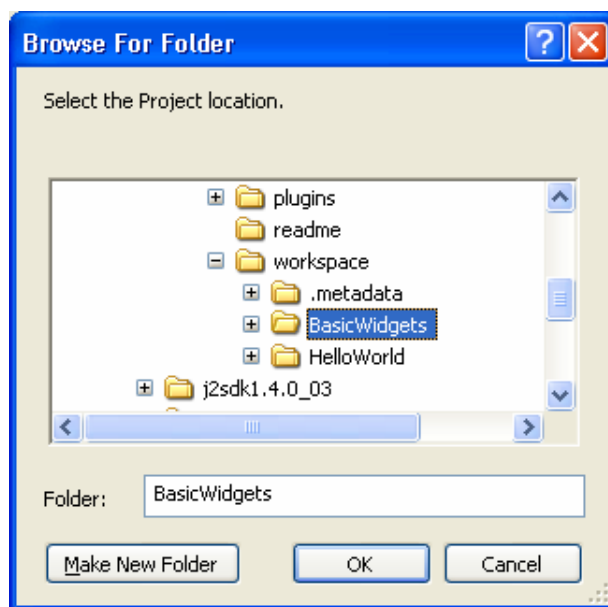 Browse For Folder
Select the Project location.
plugins
readme
workspace
.metadata
BasicWidgets
HelloWorld
j2sdk1.4.0_03
Folder: BasicWidgets
Make New Folder OK Cancel